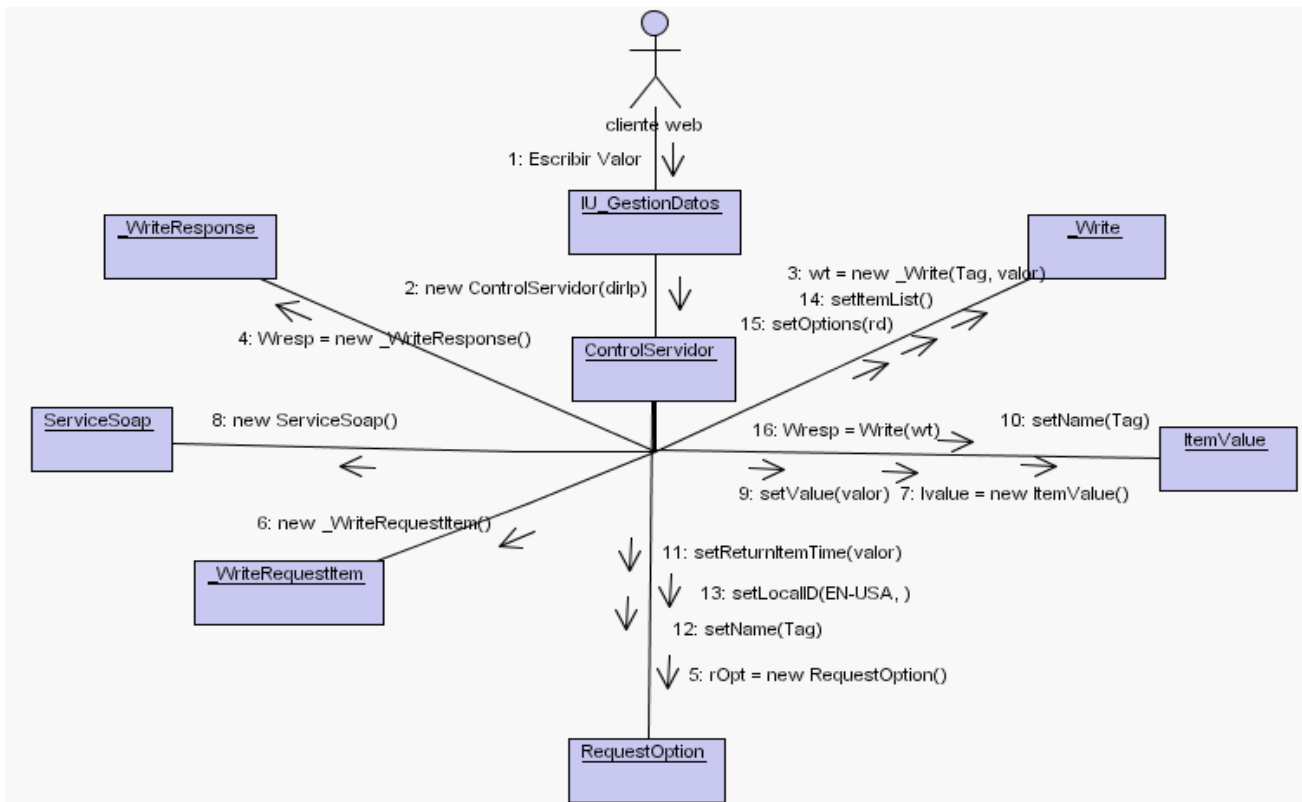 cliente web
1: Escribir Valor
IU_GestionDatos
_WriteResponse
_Write
3: wt = new _Write(Tag, valor)
2: new ControlServidor(dirIp)
14: setItemList()
15: setOptions(rd)
4: Wresp = new _WriteResponse()
ControlServidor
ServiceSoap
8: new ServiceSoap()
10: setName(Tag)
16: Wresp = Write(wt)
ItemValue
9: setValue(valor)
7: Ivalue = new ItemValue()
6: new _WriteRequestItem()
11: setReturnItemTime(valor)
_WriteRequestItem
13: setLocalID(EN-USA, )
12: setName(Tag)
5: rOpt = new RequestOption()
RequestOption